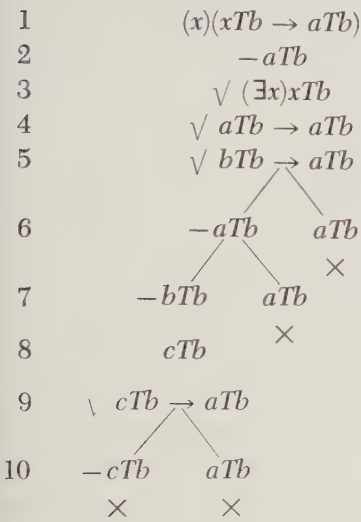 1 (x)(xTb → aTb)
2 −aTb
3 √ (∃x)xTb
4 √ aTb → aTb
5 √ bTb → aTb
6 −aTb aTb
×
7 −bTb aTb
×
8 cTb
9 \ cTb → aTb
10 −cTb aTb
× ×